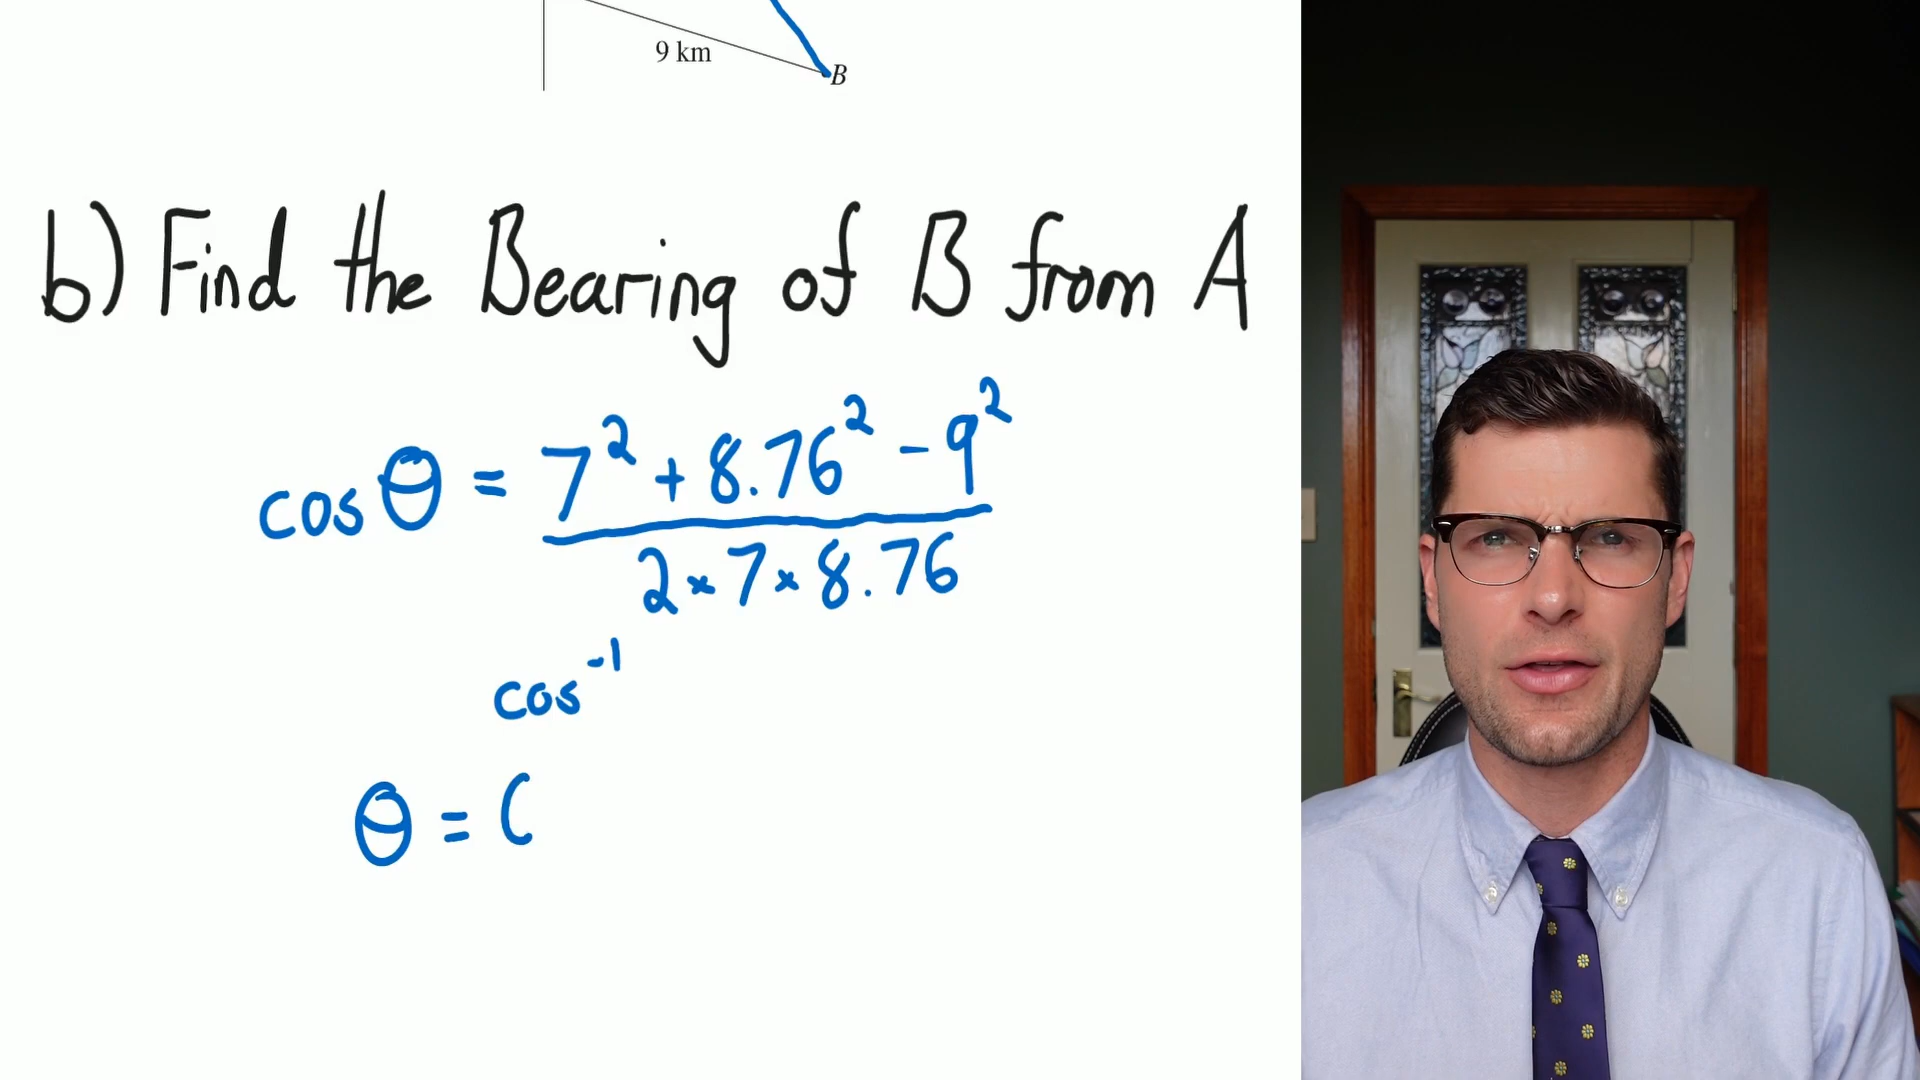 9 km
B
b) Find the Bearing of B from A
cos θ = 7² + 8.76² - 9²
2 × 7 × 8.76
cos⁻¹
θ = (